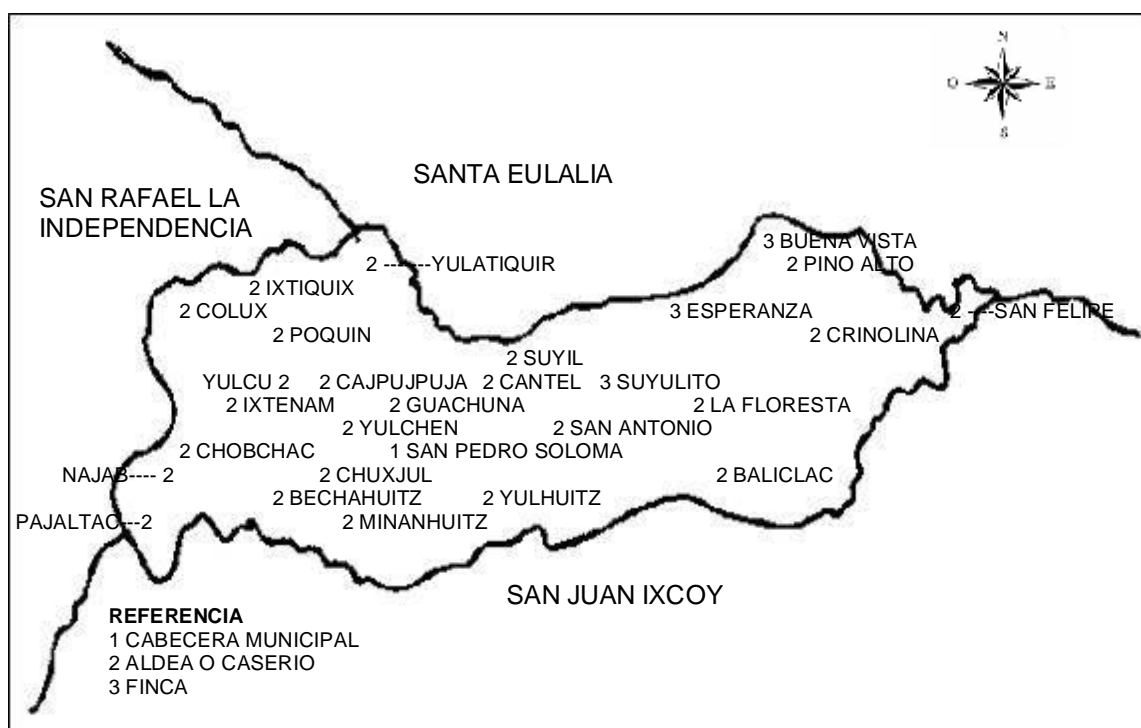 N
O E
S
SANTA EULALIA
SAN RAFAEL LA
INDEPENDENCIA
3 BUENA VISTA
2 -------YULATIQUIR
2 PINO ALTO
2 IXTIQUIX
2 COLUX
3 ESPERANZA
2 ----SAN FELIPE
2 POQUIN
2 CRINOLINA
2 SUYIL
YULCU 2
2 CAJPUJPUJA
2 CANTEL
3 SUYULITO
2 IXTENAM
2 GUACHUNA
2 LA FLORESTA
2 YULCHEN
2 SAN ANTONIO
2 CHOBCHAC
1 SAN PEDRO SOLOMA
NAJAB---- 2
2 CHUXJUL
2 BALICLAC
2 BECHAHUITZ
2 YULHUITZ
PAJALTAC---2
2 MINANHUITZ
SAN JUAN IXCOY
REFERENCIA
1 CABECERA MUNICIPAL
2 ALDEA O CASERIO
3 FINCA